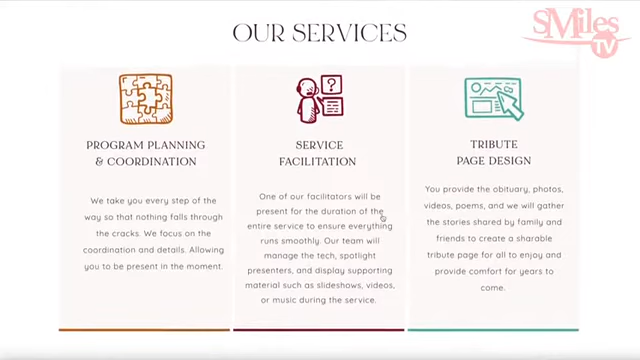 SMiles
TV
OUR SERVICES
PROGRAM PLANNING
& COORDINATION
We take you every step of the
way so that nothing falls through
the cracks. We focus on the
coordination and details. Allowing
you to be present in the moment.
?
SERVICE
FACILITATION
One of our facilitators will be
present for the duration of the
entire service to ensure everything
runs smoothly. Our team will
manage the tech, spotlight
presenters, and display supporting
material such as slideshows, videos,
or music during the service.
TRIBUTE
PAGE DESIGN
You provide the obituary, photos,
videos, poems, and we will gather
the stories shared by family and
friends to create a sharable
tribute page for all to enjoy and
provide comfort for years to
come.